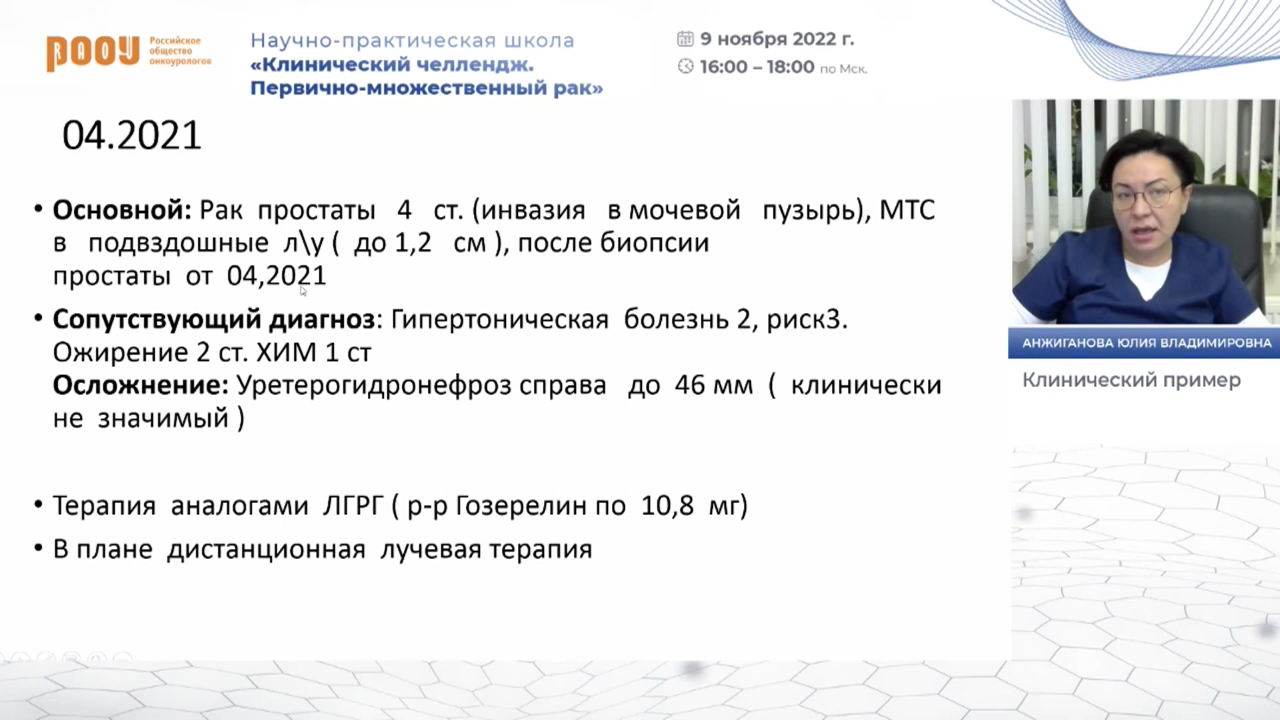 РАОУ
Российское
общество
онкоурологов
Научно-практическая школа
«Клинический челлендж.
Первично-множественный рак»
9 ноября 2022 г.
16:00 – 18:00 по Мск.
04.2021
• Основной: Рак простаты 4 ст. (инвазия в мочевой пузырь), МТС
в подвздошные л\у ( до 1,2 см ), после биопсии
простаты от 04,2021
• Сопутствующий диагноз: Гипертоническая болезнь 2, риск3.
Ожирение 2 ст. ХИМ 1 ст
Осложнение: Уретерогидронефроз справа до 46 мм ( клинически
не значимый )
• Терапия аналогами ЛГРГ ( р-р Гозерелин по 10,8 мг)
• В плане дистанционная лучевая терапия
АНЖИГАНОВА ЮЛИЯ ВЛАДИМИРОВНА
Клинический пример